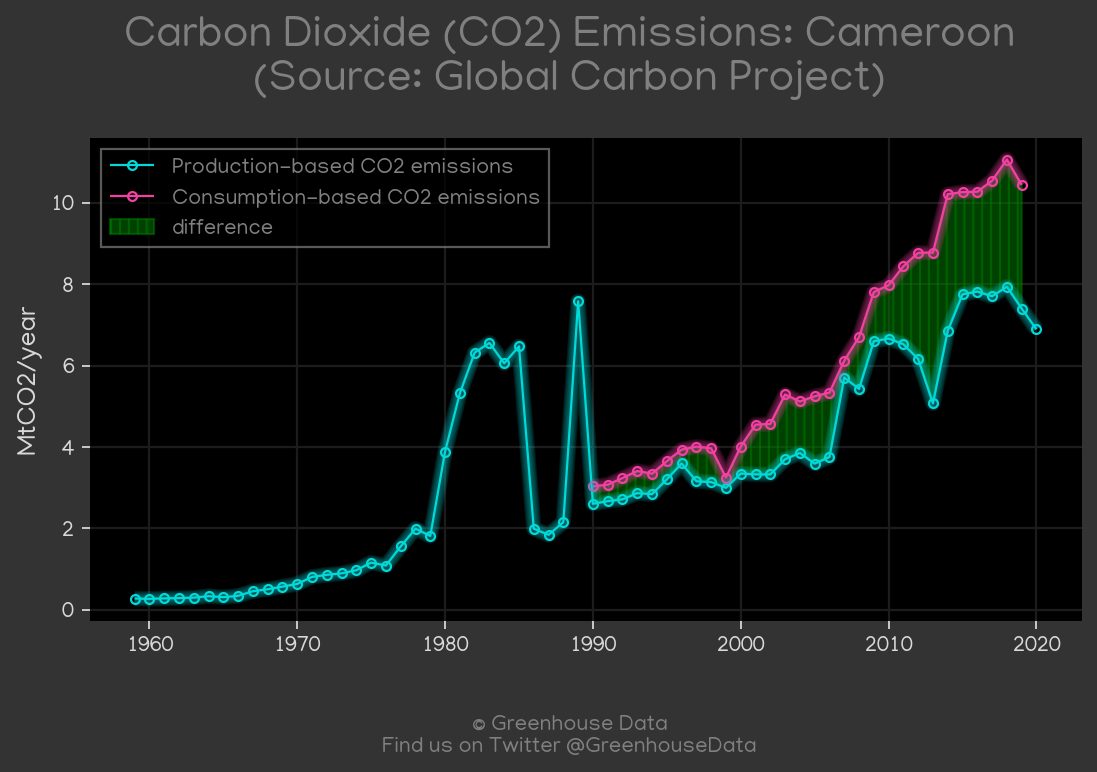 Carbon Dioxide (CO2) Emissions: Cameroon
(Source: Global Carbon Project)
Production-based CO2 emissions
Consumption-based CO2 emissions
difference
MtCO2/year
10
8
6
4
2
0
1960 1970 1980 1990 2000 2010 2020
© Greenhouse Data
Find us on Twitter @GreenhouseData